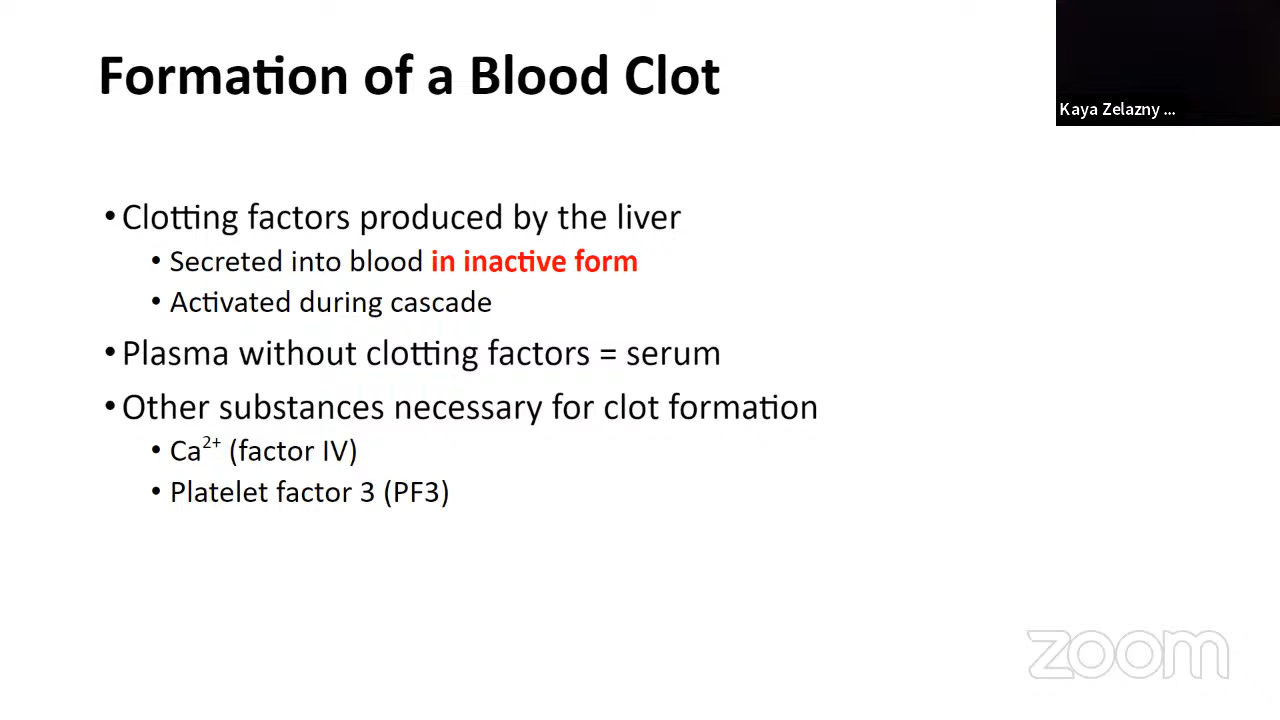 Formation of a Blood Clot
Kaya Zelazny ...
• Clotting factors produced by the liver
• Secreted into blood in inactive form
• Activated during cascade
• Plasma without clotting factors = serum
• Other substances necessary for clot formation
• Ca²⁺ (factor IV)
• Platelet factor 3 (PF3)
zoom